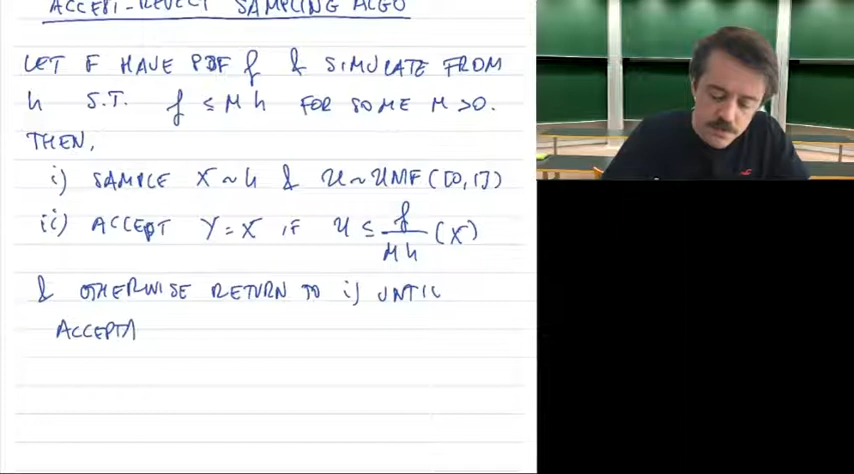 ACCEPT-REJECT SAMPLING ALGO
LET F HAVE PDF f & SIMULATE FROM
h S.T. f ≤ M h FOR SOME M >0.
THEN,
i) SAMPLE X ~ h & U ~ UNIF([0,1])
ii) ACCEPT Y = X IF U ≤ f/Mh (X)
& OTHERWISE RETURN TO i) UNTIL
ACCEPTA